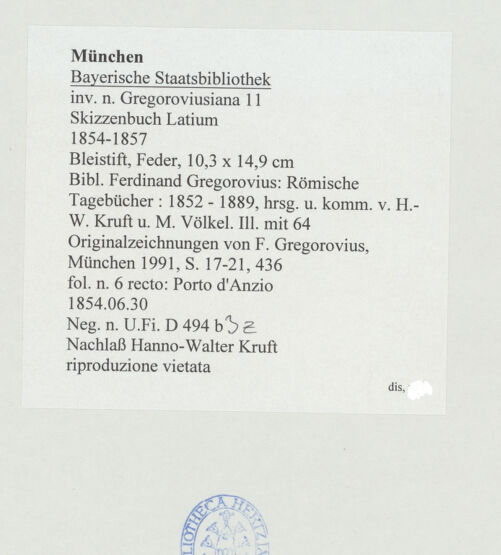 München
Bayerische Staatsbibliothek
inv. n. Gregoroviusiana 11
Skizzenbuch Latium
1854-1857
Bleistift, Feder, 10,3 x 14,9 cm
Bibl. Ferdinand Gregorovius: Römische
Tagebücher : 1852 - 1889, hrsg. u. komm. v. H.-
W. Kruft u. M. Völkel. Ill. mit 64
Originalzeichnungen von F. Gregorovius,
München 1991, S. 17-21, 436
fol. n. 6 recto: Porto d'Anzio
1854.06.30
Neg. n. U.Fi. D 494 b
Nachlaß Hanno-Walter Kruft
riproduzione vietata
dis,
BIBLIOTHECA HERTZIA